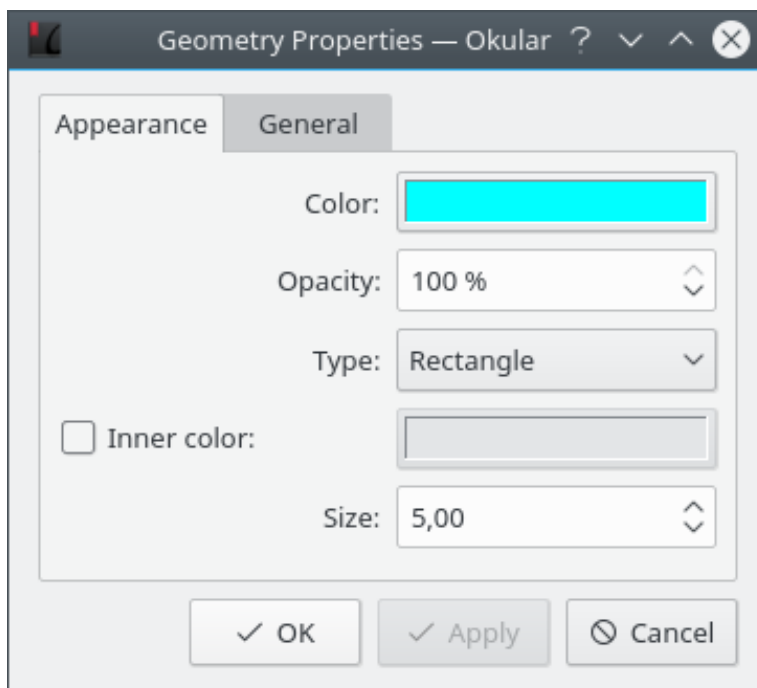 Geometry Properties — Okular
Appearance General
Color:
Opacity: 100 %
Type: Rectangle
Inner color:
Size: 5,00
OK Apply Cancel